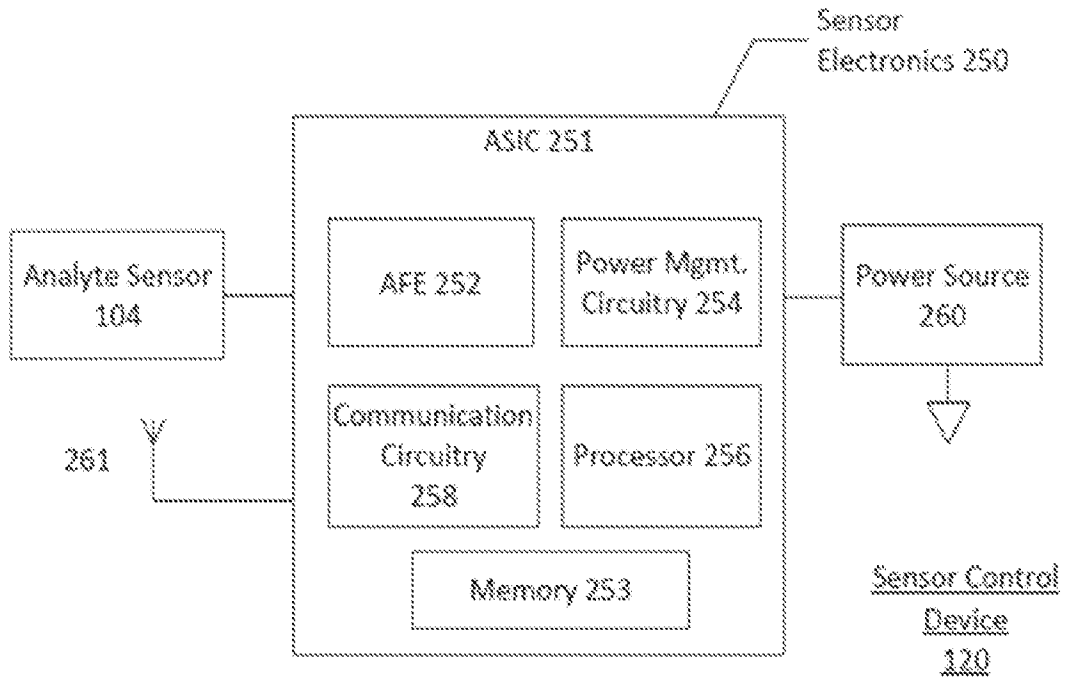 Sensor
Electronics 250
ASIC 251
Analyte Sensor
104
AFE 252
Power Mgmt.
Circuitry 254
Power Source
260
261
Communication
Circuitry
258
Processor 256
Memory 253
Sensor Control
Device
120